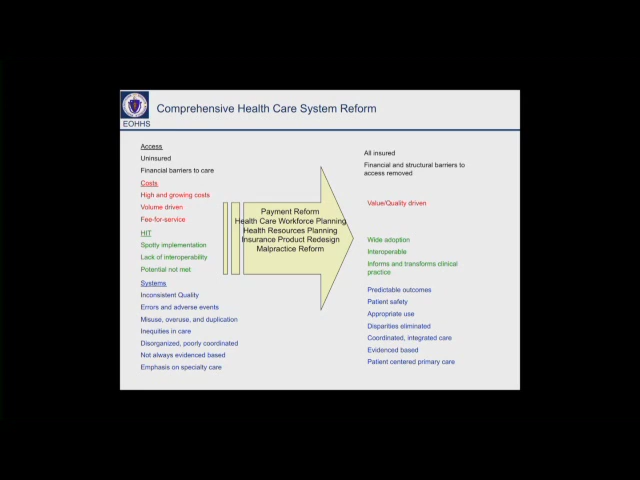 Comprehensive Health Care System Reform
EOHHS
Access
Uninsured
Financial barriers to care
Costs
High and growing costs
Volume driven
Fee-for-service
HIT
Spotty implementation
Lack of interoperability
Potential not met
Systems
Inconsistent Quality
Errors and adverse events
Misuse, overuse, and duplication
Inequities in care
Disorganized, poorly coordinated
Not always evidenced based
Emphasis on specialty care
Payment Reform
Health Care Workforce Planning
Health Resources Planning
Insurance Product Redesign
Malpractice Reform
All insured
Financial and structural barriers to
access removed
Value/Quality driven
Wide adoption
Interoperable
Informs and transforms clinical
practice
Predictable outcomes
Patient safety
Appropriate use
Disparities eliminated
Coordinated, integrated care
Evidenced based
Patient centered primary care